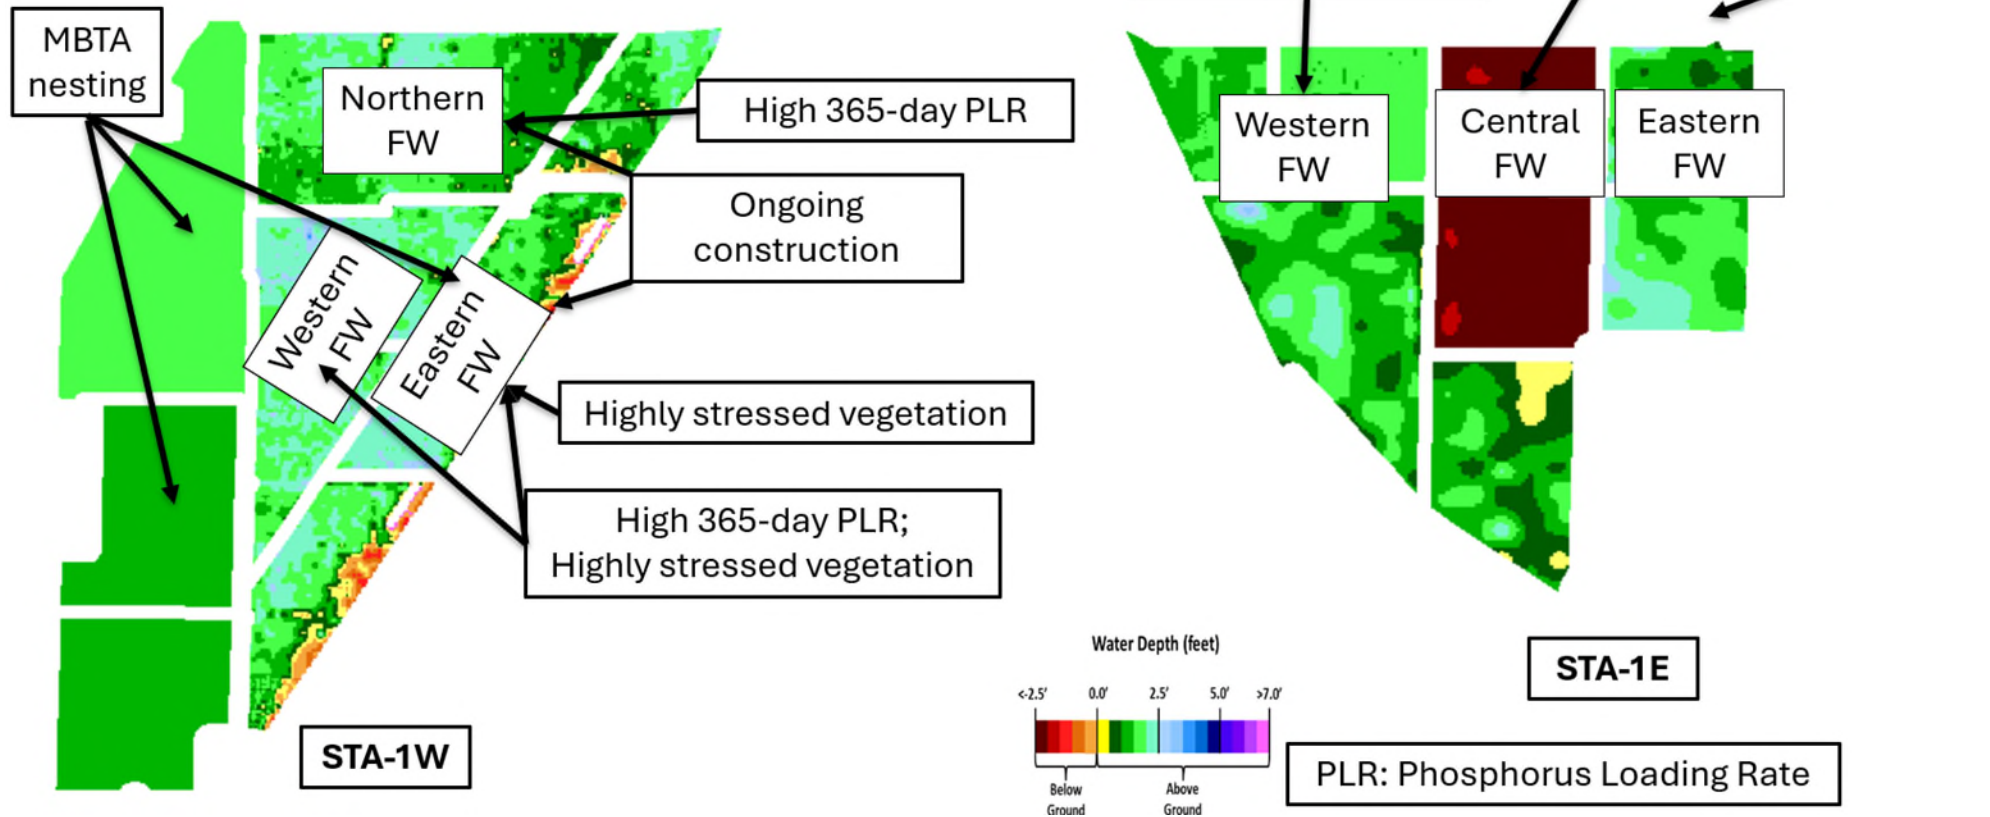 MBTA
nesting
Northern
FW
High 365-day PLR
Ongoing
construction
Western
FW
Eastern
FW
Highly stressed vegetation
High 365-day PLR;
Highly stressed vegetation
STA-1W
Western
FW
Central
FW
Eastern
FW
STA-1E
Water Depth (feet)
<-2.5' 0.0' 2.5' 5.0' >7.0'
Below
Ground
Above
Ground
PLR: Phosphorus Loading Rate